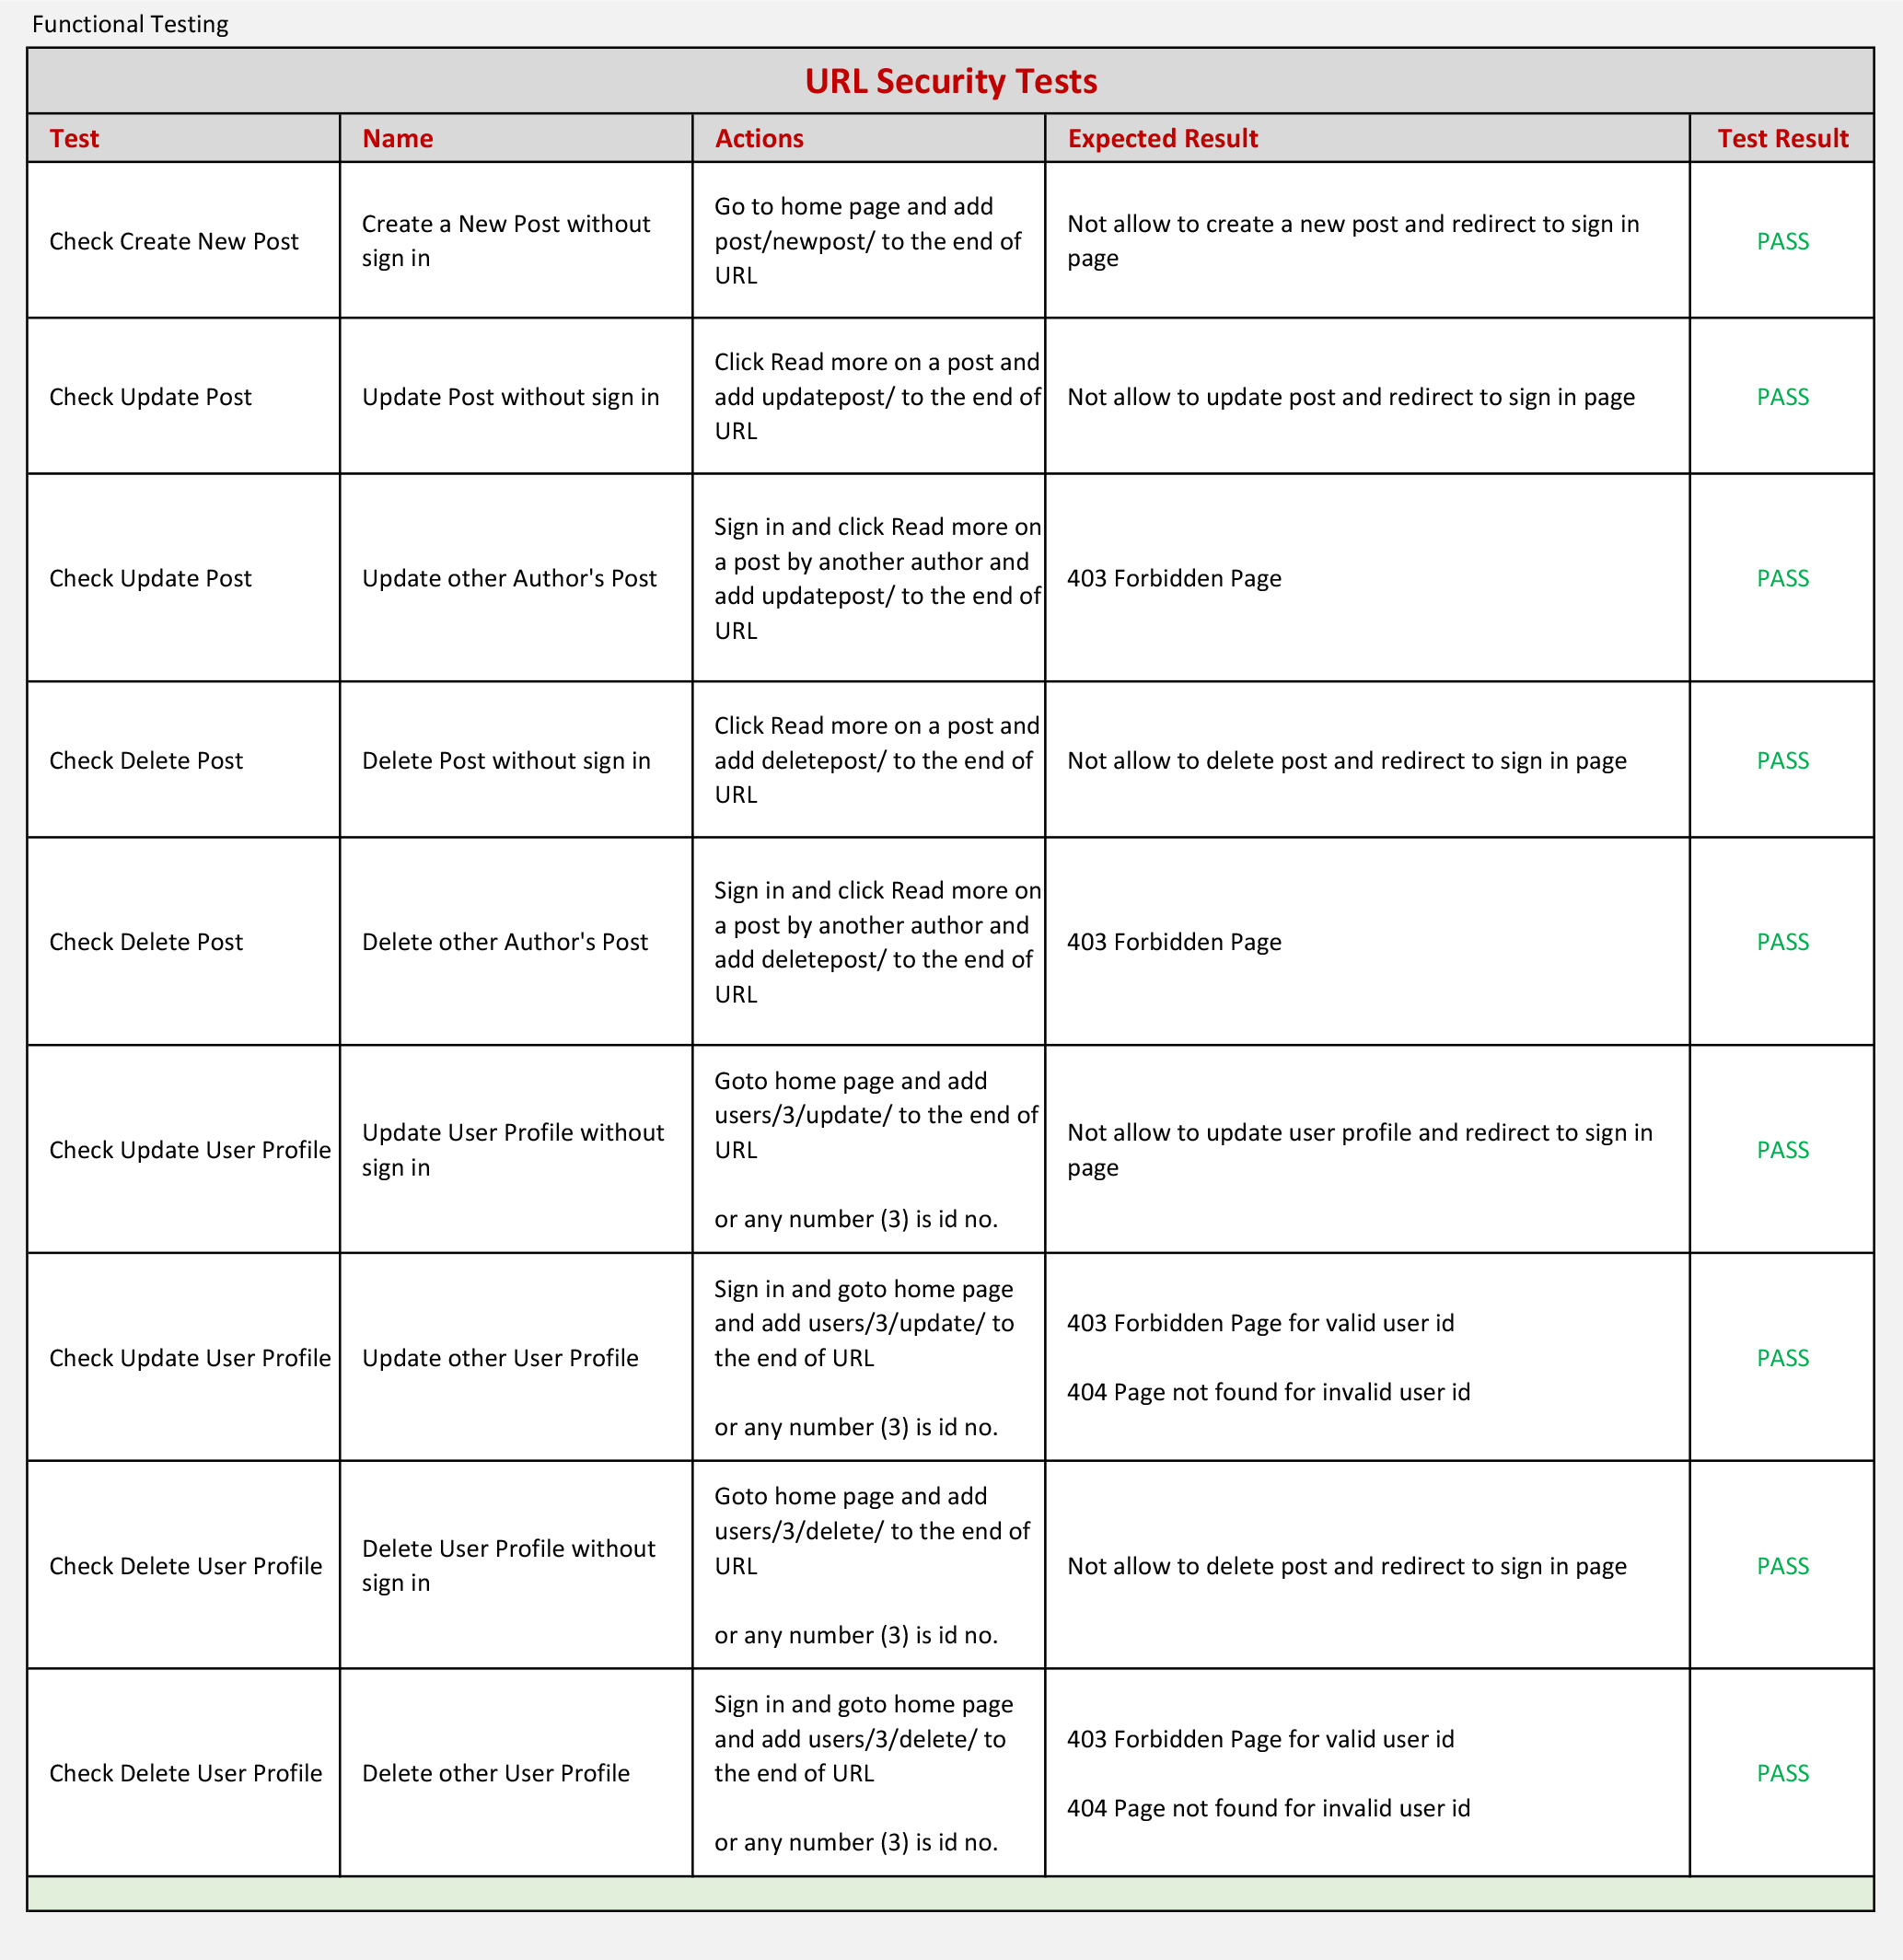 Functional Testing
URL Security Tests
Test Name Actions Expected Result Test Result
Check Create New Post
Create a New Post without
sign in
Go to home page and add
post/newpost/ to the end of
URL
Not allow to create a new post and redirect to sign in
page
PASS
Check Update Post
Update Post without sign in
Click Read more on a post and
add updatepost/ to the end of
URL
Not allow to update post and redirect to sign in page
PASS
Check Update Post
Update other Author's Post
Sign in and click Read more on
a post by another author and
add updatepost/ to the end of
URL
403 Forbidden Page
PASS
Check Delete Post
Delete Post without sign in
Click Read more on a post and
add deletepost/ to the end of
URL
Not allow to delete post and redirect to sign in page
PASS
Check Delete Post
Delete other Author's Post
Sign in and click Read more on
a post by another author and
add deletepost/ to the end of
URL
403 Forbidden Page
PASS
Check Update User Profile
Update User Profile without
sign in
Goto home page and add
users/3/update/ to the end of
URL
or any number (3) is id no.
Not allow to update user profile and redirect to sign in
page
PASS
Check Update User Profile
Update other User Profile
Sign in and goto home page
and add users/3/update/ to
the end of URL
or any number (3) is id no.
403 Forbidden Page for valid user id
404 Page not found for invalid user id
PASS
Check Delete User Profile
Delete User Profile without
sign in
Goto home page and add
users/3/delete/ to the end of
URL
or any number (3) is id no.
Not allow to delete post and redirect to sign in page
PASS
Check Delete User Profile
Delete other User Profile
Sign in and goto home page
and add users/3/delete/ to
the end of URL
or any number (3) is id no.
403 Forbidden Page for valid user id
404 Page not found for invalid user id
PASS